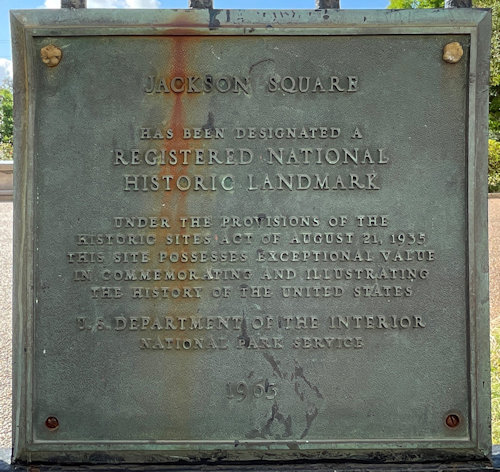 JACKSON SQUARE
HAS BEEN DESIGNATED A
REGISTERED NATIONAL
HISTORIC LANDMARK
UNDER THE PROVISIONS OF THE
HISTORIC SITES ACT OF AUGUST 21, 1935
THIS SITE POSSESSES EXCEPTIONAL VALUE
IN COMMEMORATING AND ILLUSTRATING
THE HISTORY OF THE UNITED STATES
U.S. DEPARTMENT OF THE INTERIOR
NATIONAL PARK SERVICE
1965